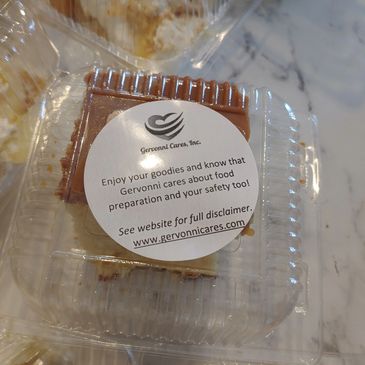 Gervonni Cares, Inc.
Enjoy your goodies and know that
Gervonni cares about food
preparation and your safety too!
See website for full disclaimer.
www.gervonnicares.com